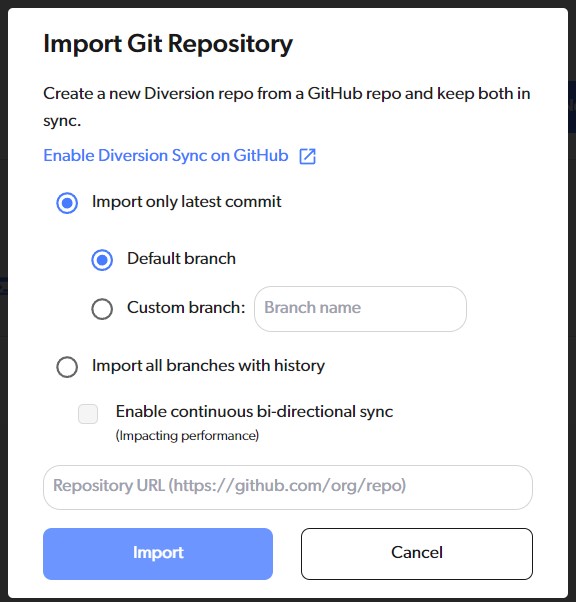 Import Git Repository
Create a new Diversion repo from a GitHub repo and keep both in
sync.
Enable Diversion Sync on GitHub
Import only latest commit
Default branch
Custom branch: Branch name
Import all branches with history
Enable continuous bi-directional sync
(Impacting performance)
Repository URL (https://github.com/org/repo)
Import Cancel